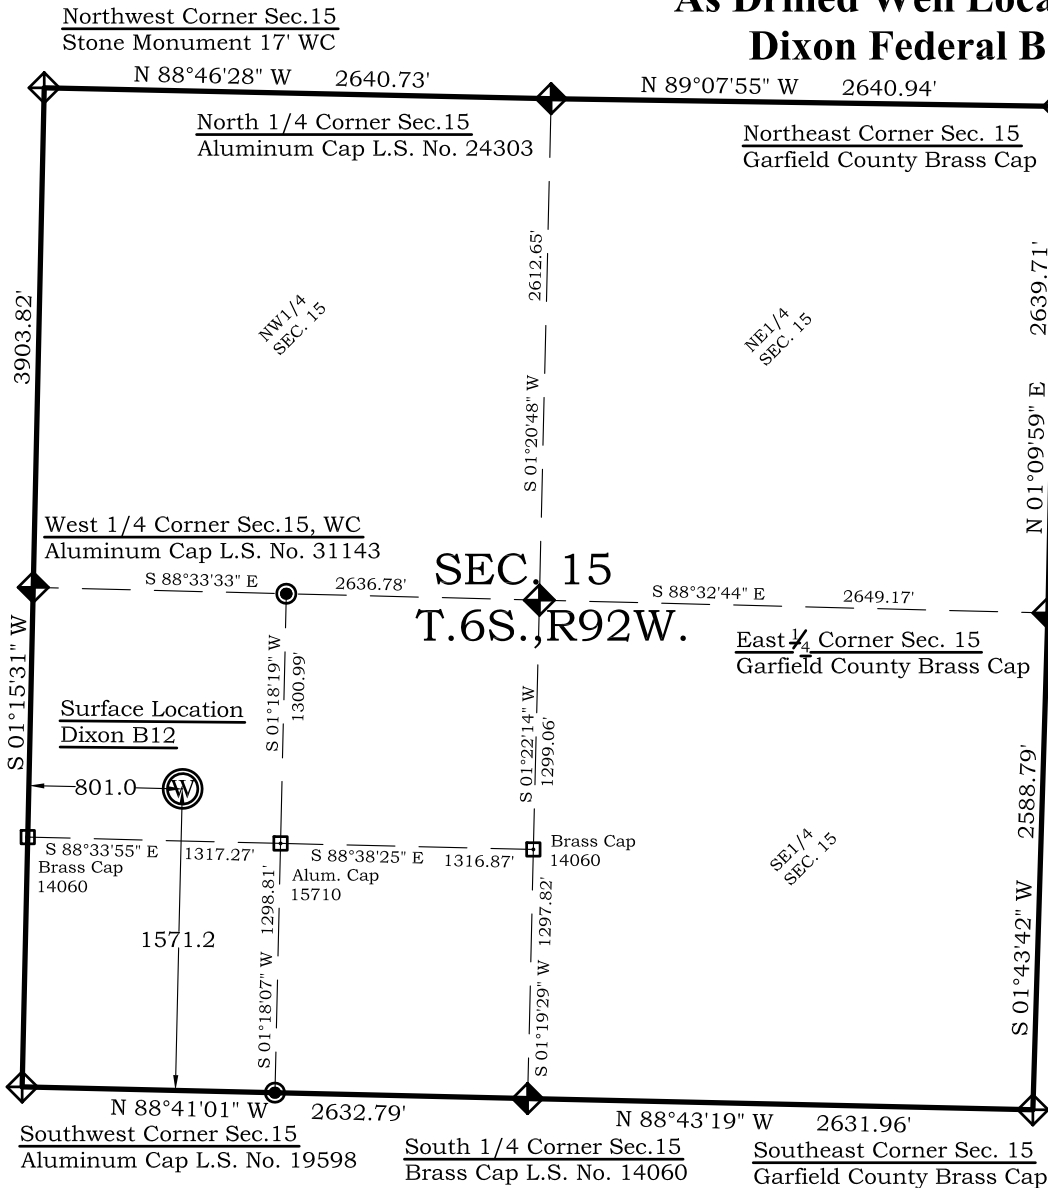 As Drilled Well Loca
Northwest Corner Sec.15
Stone Monument 17' WC
Dixon Federal B
N 88°46'28" W 2640.73'
N 89°07'55" W 2640.94'
North 1/4 Corner Sec.15
Aluminum Cap L.S. No. 24303
Northeast Corner Sec. 15
Garfield County Brass Cap
3903.82'
NW1/4
SEC. 15
2612.65'
S 01°20'48" W
NE1/4
SEC. 15
2639.71'
N 01°09'59" E
West 1/4 Corner Sec.15, WC
Aluminum Cap L.S. No. 31143
S 88°33'33" E 2636.78'
SEC. 15
T.6S.,R92W.
S 88°32'44" E 2649.17'
East 1/4 Corner Sec. 15
Garfield County Brass Cap
S 01°15'31" W
S 01°18'19" W
1300.99'
Surface Location
Dixon B12
801.0
W
S 01°22'14" W
1299.06'
2588.79'
S 88°33'55" E 1317.27'
Brass Cap
14060
S 88°38'25" E 1316.87'
Alum. Cap
15710
Brass Cap
14060
SE1/4
SEC. 15
1571.2
1298.81'
S 01°18'07" W
1297.82'
S 01°19'29" W
S 01°43'42" W
N 88°41'01" W 2632.79'
N 88°43'19" W 2631.96'
Southwest Corner Sec.15
Aluminum Cap L.S. No. 19598
South 1/4 Corner Sec.15
Brass Cap L.S. No. 14060
Southeast Corner Sec. 15
Garfield County Brass Cap